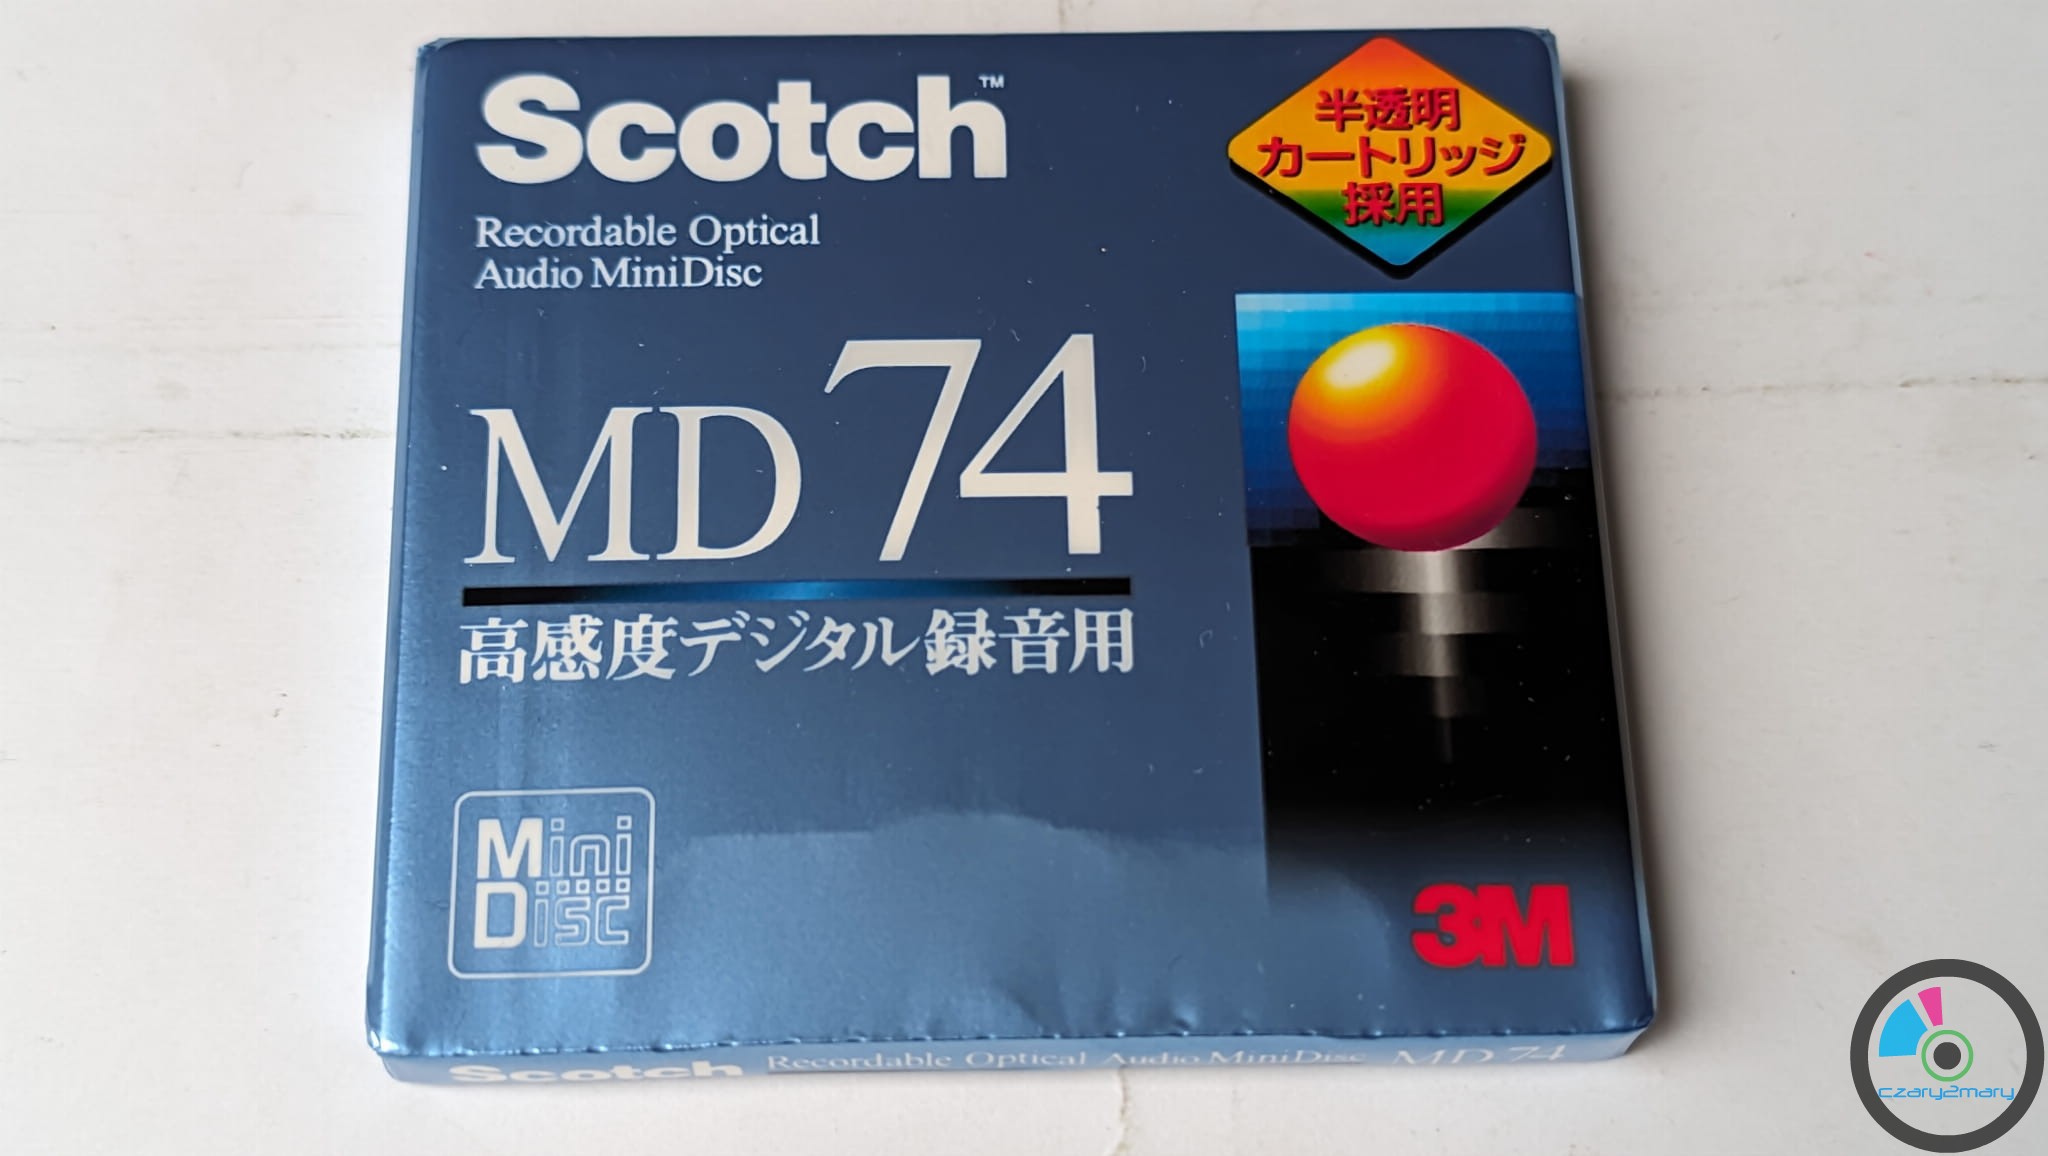 Scotch™
半透明
カートリッジ
採用
Recordable Optical
Audio MiniDisc
MD 74
高感度デジタル録音用
Mini
Disc
3M
Scotch Recordable Optical Audio MiniDisc MD 74
czary2mary